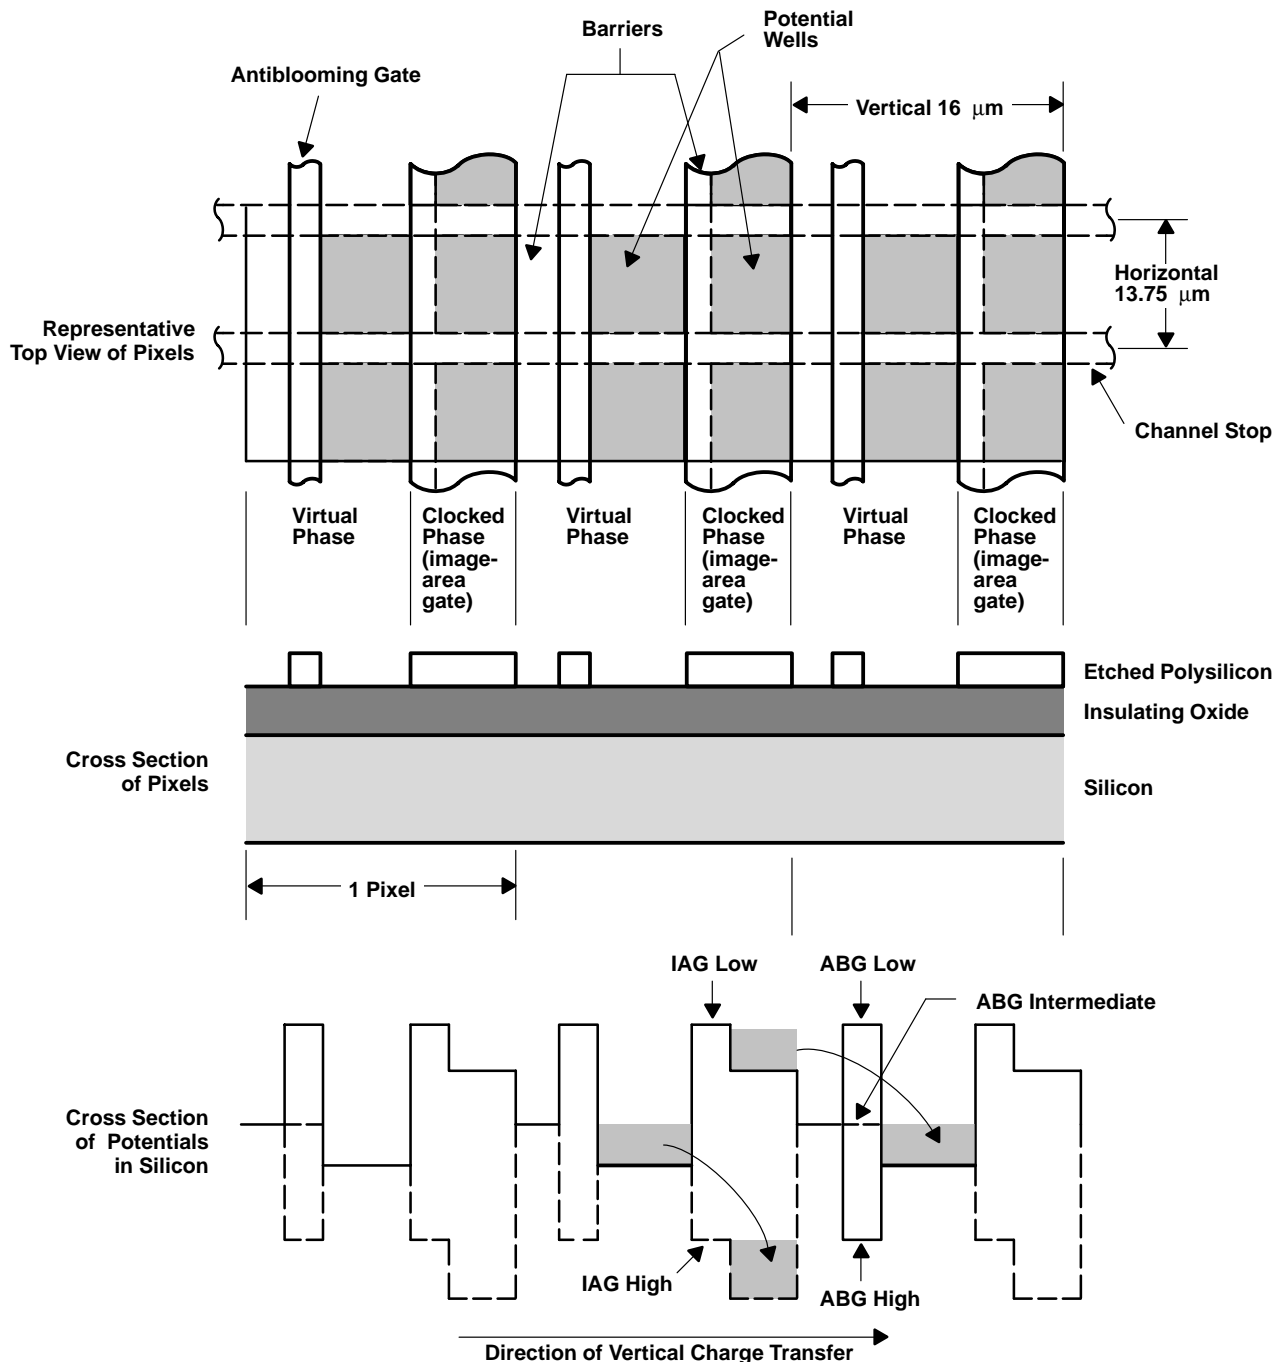 Barriers
Potential
Wells
Antiblooming Gate
Vertical 16 μm
Horizontal
13.75 μm
Representative
Top View of Pixels
Channel Stop
Virtual
Phase
Clocked
Phase
(image-
area
gate)
Virtual
Phase
Clocked
Phase
(image-
area
gate)
Virtual
Phase
Clocked
Phase
(image-
area
gate)
Etched Polysilicon
Insulating Oxide
Cross Section
of Pixels
Silicon
1 Pixel
IAG Low
ABG Low
ABG Intermediate
Cross Section
of Potentials
in Silicon
IAG High
ABG High
Direction of Vertical Charge Transfer